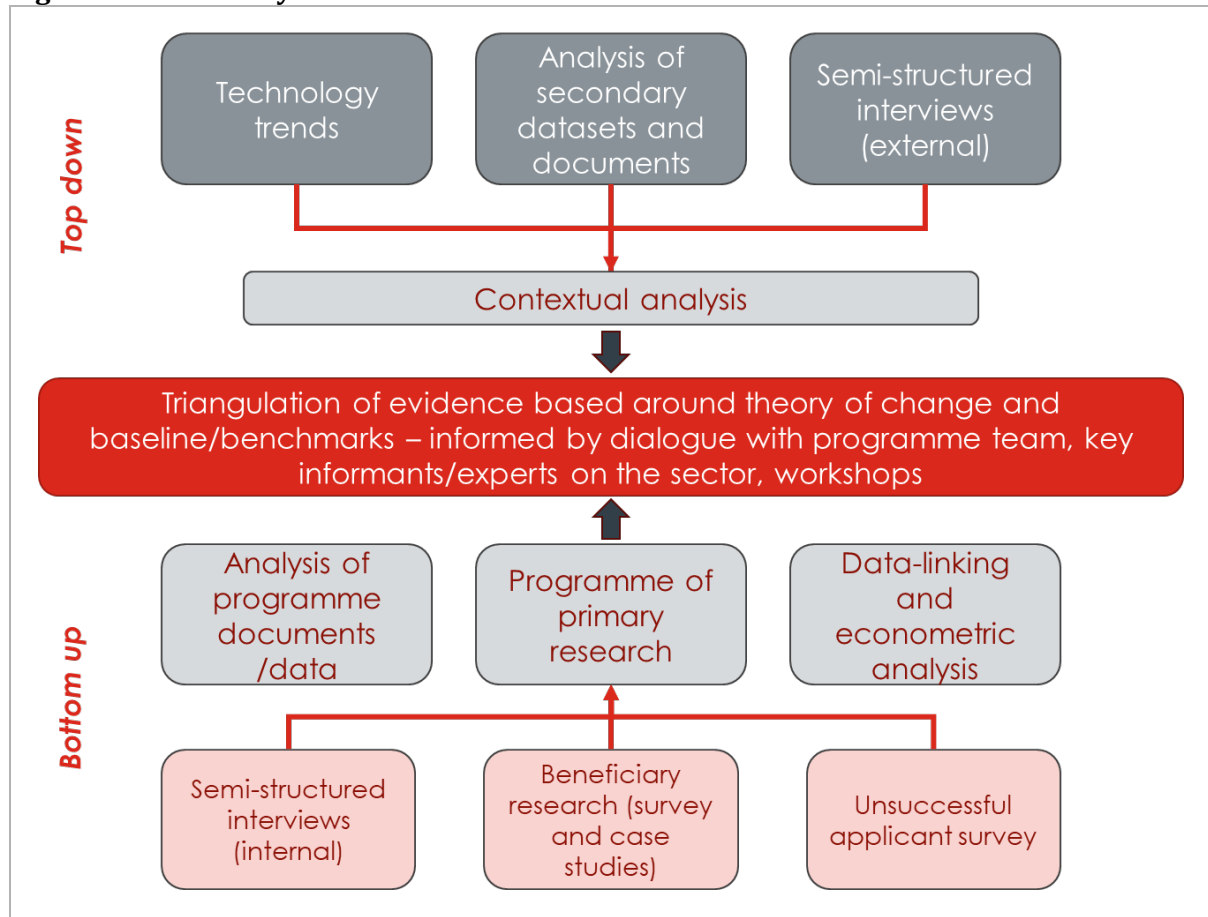 Top down
Technology
trends
Analysis of
secondary
datasets and
documents
Semi-structured
interviews
(external)
Contextual analysis
Triangulation of evidence based around theory of change and
baseline/benchmarks – informed by dialogue with programme team, key
informants/experts on the sector, workshops
Bottom up
Analysis of
programme
documents
/data
Programme of
primary
research
Data-linking
and
econometric
analysis
Semi-structured
interviews
(internal)
Beneficiary
research (survey
and case
studies)
Unsuccessful
applicant survey